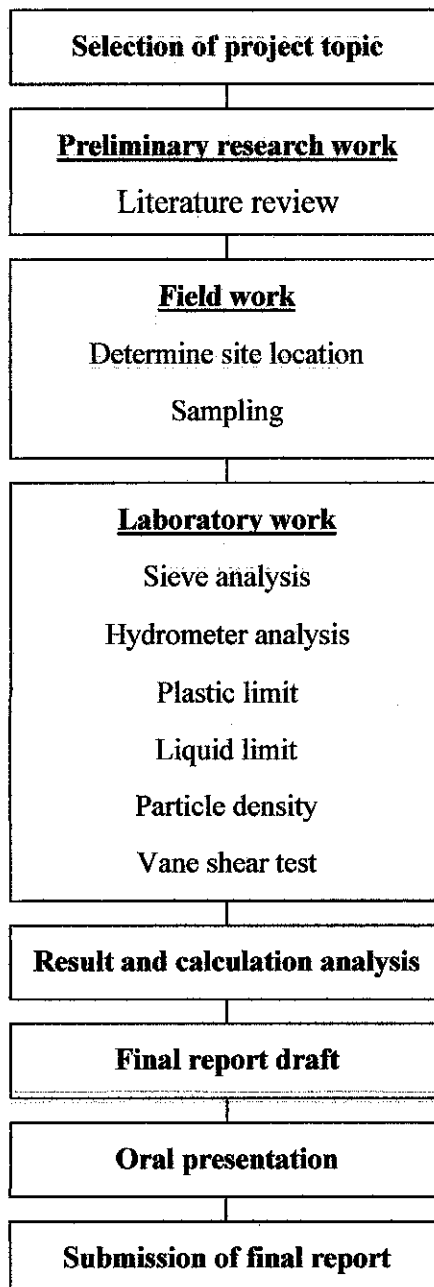 Selection of project topic
Preliminary research work
Literature review
Field work
Determine site location
Sampling
Laboratory work
Sieve analysis
Hydrometer analysis
Plastic limit
Liquid limit
Particle density
Vane shear test
Result and calculation analysis
Final report draft
Oral presentation
Submission of final report